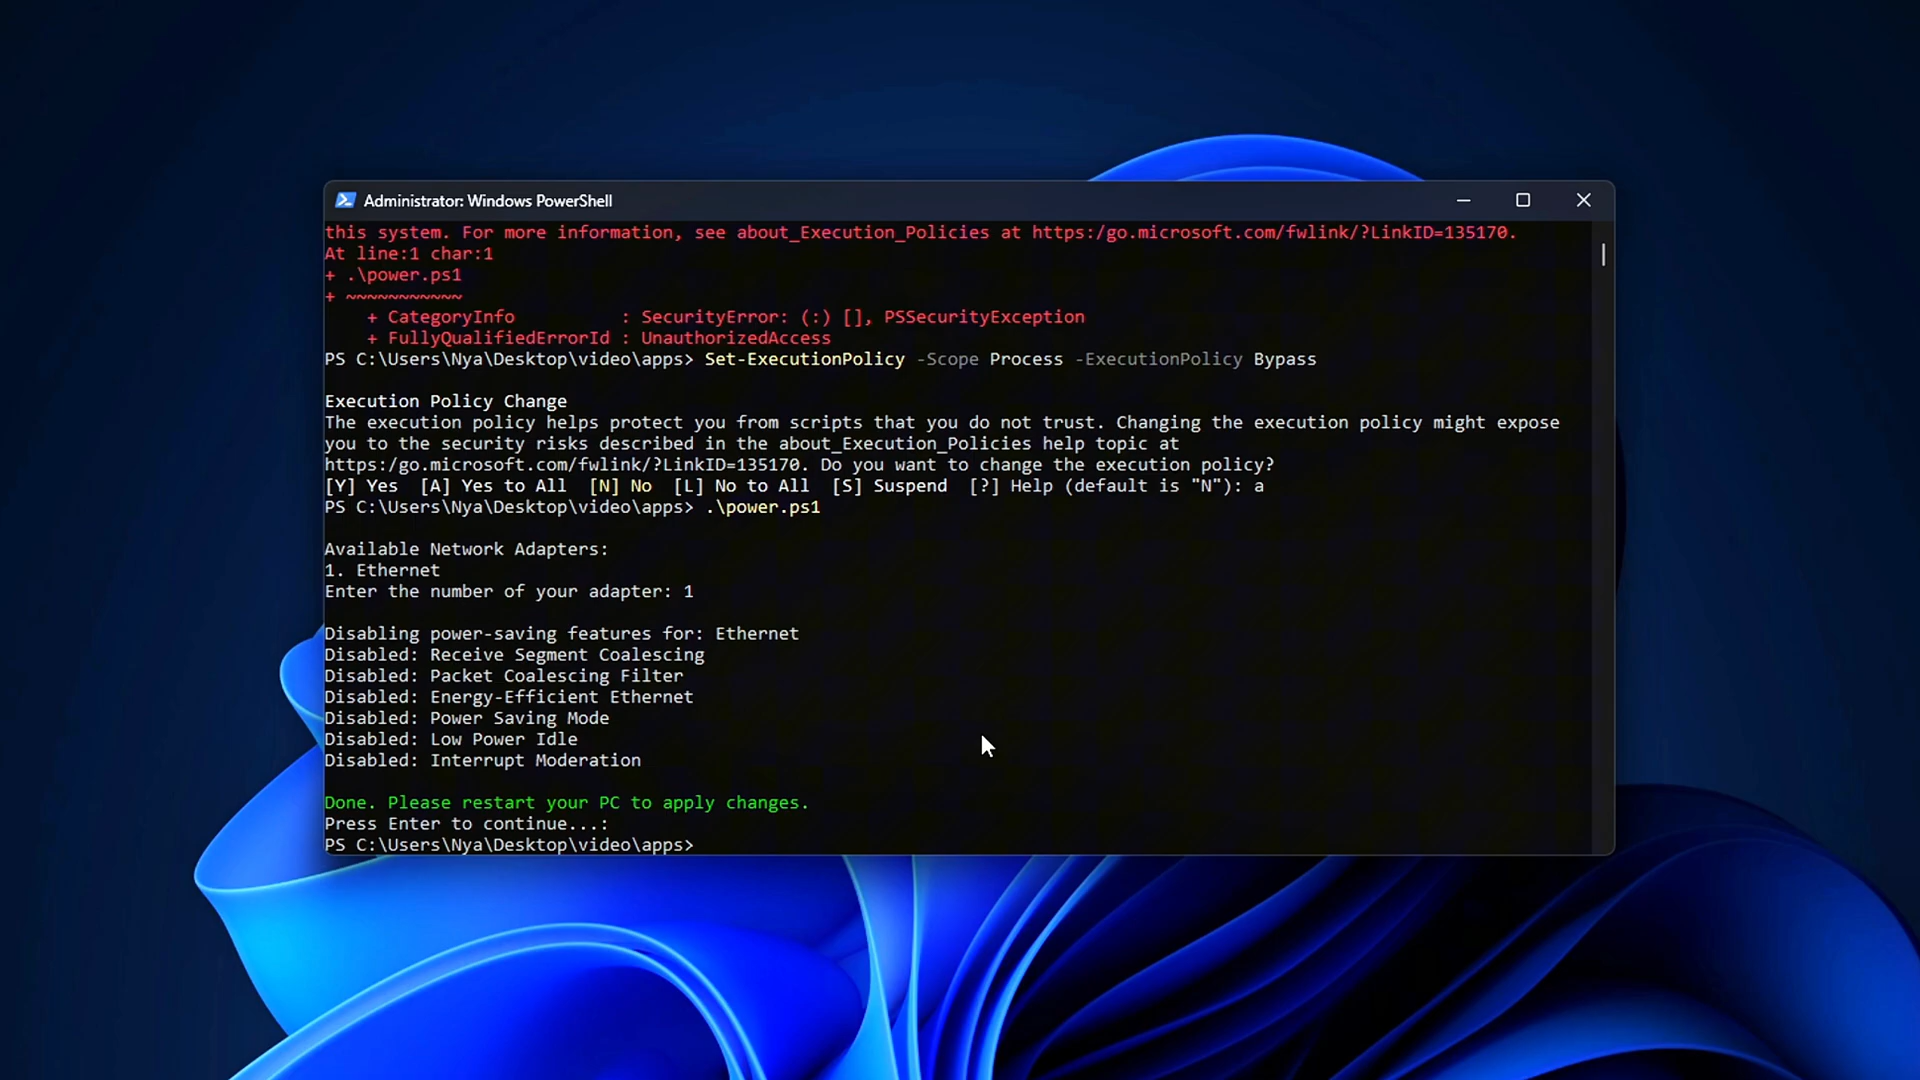 Administrator: Windows PowerShell
this system. For more information, see about_Execution_Policies at https:/go.microsoft.com/fwlink/?LinkID=135170.
At line:1 char:1
+ .\power.ps1
+ ~~~~~~~~~~~
    + CategoryInfo          : SecurityError: (:) [], PSSecurityException
    + FullyQualifiedErrorId : UnauthorizedAccess
PS C:\Users\Nya\Desktop\video\apps> Set-ExecutionPolicy -Scope Process -ExecutionPolicy Bypass
Execution Policy Change
The execution policy helps protect you from scripts that you do not trust. Changing the execution policy might expose
you to the security risks described in the about_Execution_Policies help topic at
https:/go.microsoft.com/fwlink/?LinkID=135170. Do you want to change the execution policy?
[Y] Yes  [A] Yes to All  [N] No  [L] No to All  [S] Suspend  [?] Help (default is "N"): a
PS C:\Users\Nya\Desktop\video\apps> .\power.ps1
Available Network Adapters:
1. Ethernet
Enter the number of your adapter: 1
Disabling power-saving features for: Ethernet
Disabled: Receive Segment Coalescing
Disabled: Packet Coalescing Filter
Disabled: Energy-Efficient Ethernet
Disabled: Power Saving Mode
Disabled: Low Power Idle
Disabled: Interrupt Moderation
Done. Please restart your PC to apply changes.
Press Enter to continue...:
PS C:\Users\Nya\Desktop\video\apps>